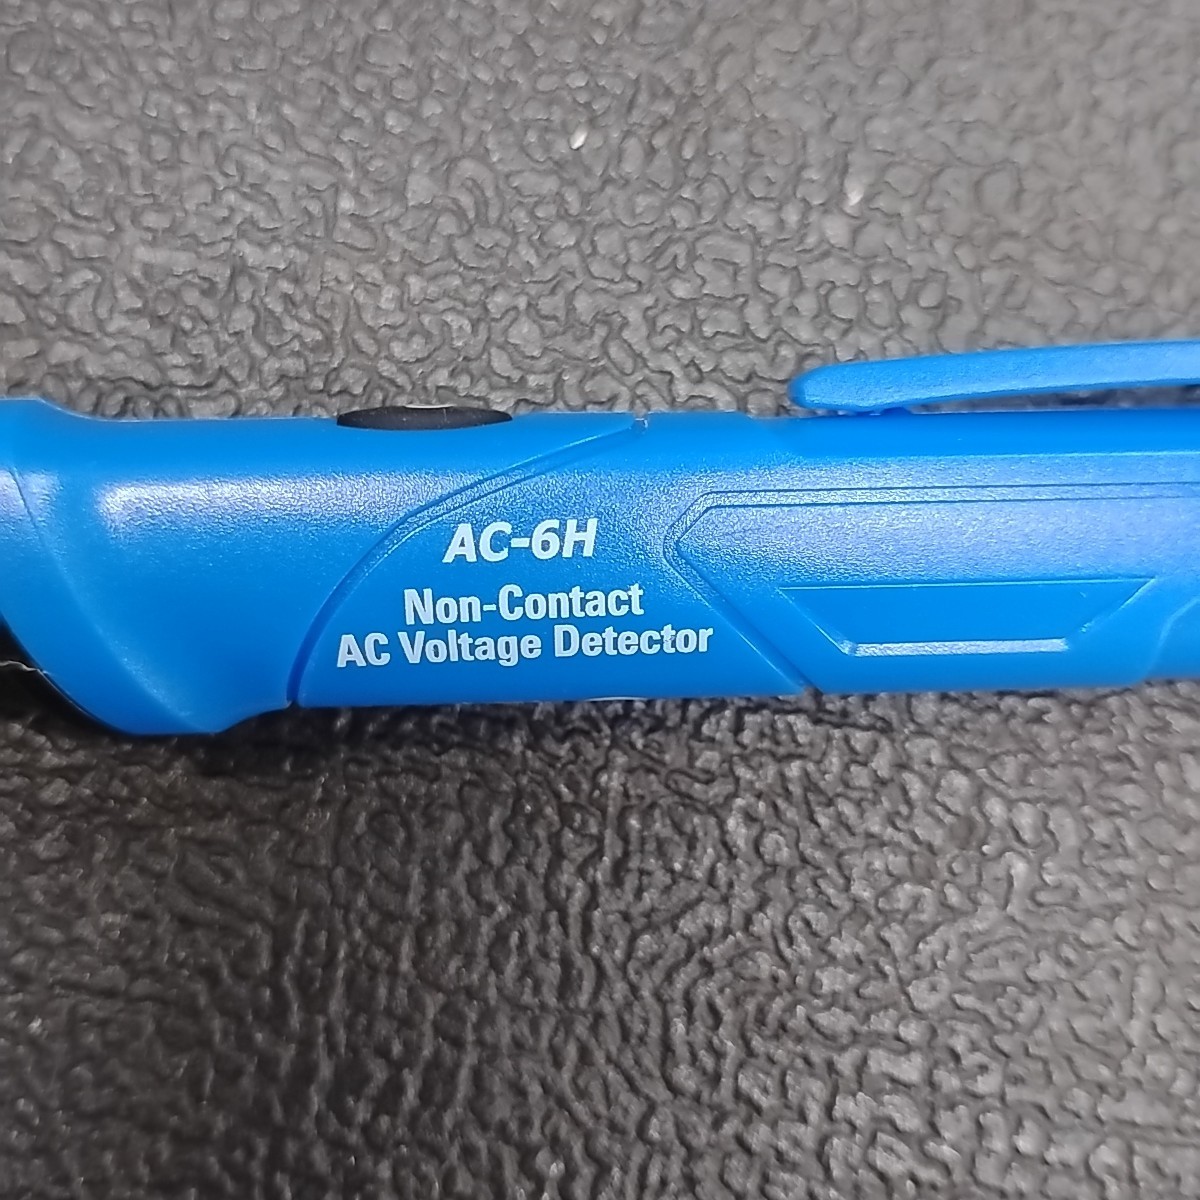 AC-6H
Non-Contact
AC Voltage Detector